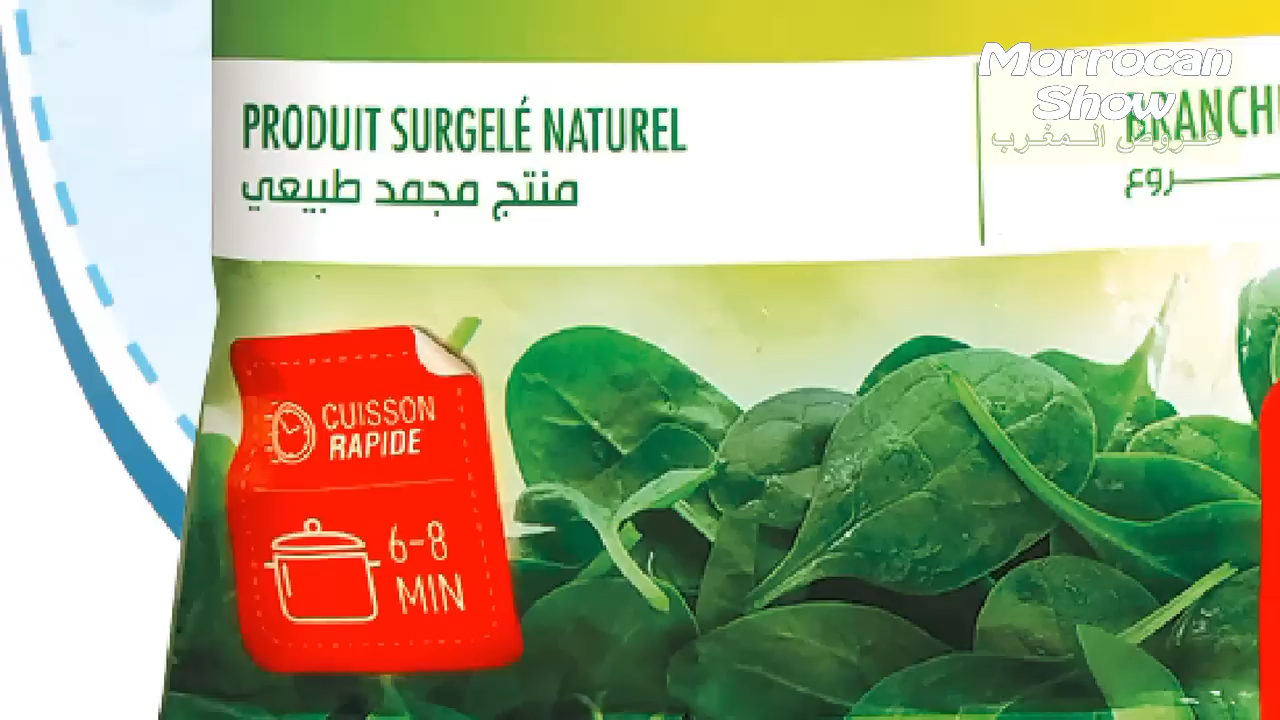 PRODUIT SURGELÉ NATUREL
منتج مجمد طبيعي
Morrocan
Show
عروض المغرب
CUISSON
RAPIDE
6-8
MIN